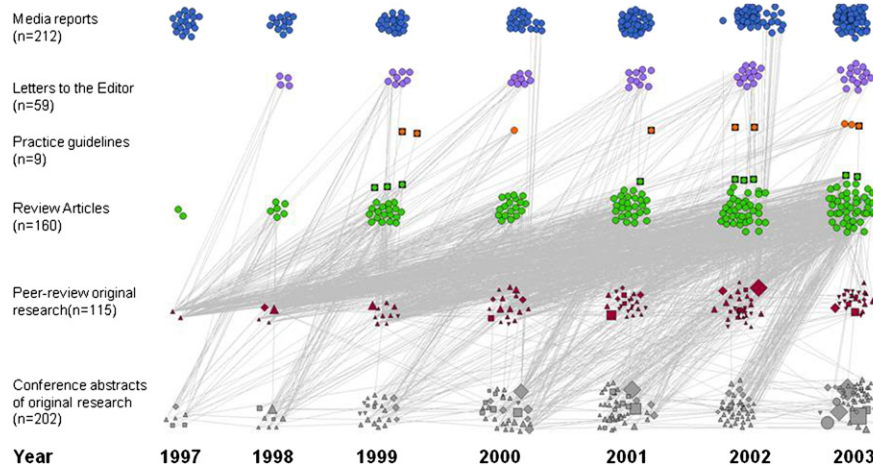 Media reports
(n=212)
Letters to the Editor
(n=59)
Practice guidelines
(n=9)
Review Articles
(n=160)
Peer-review original
research(n=115)
Conference abstracts
of original research
(n=202)
Year 1997 1998 1999 2000 2001 2002 2003